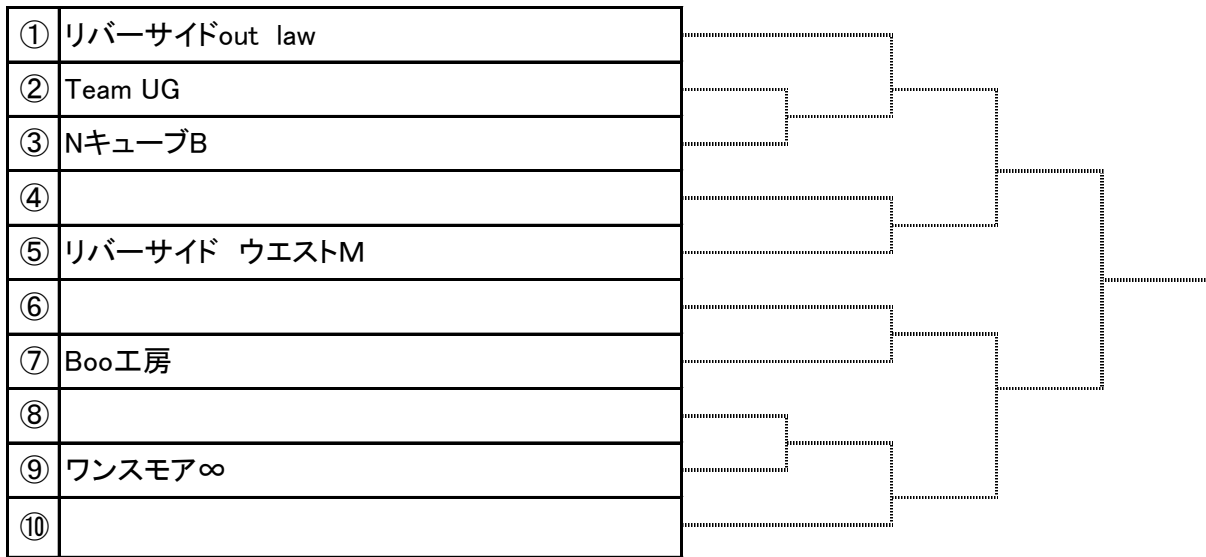 ① リバーサイドout law
② Team UG
③ NキューブB
④
⑤ リバーサイド ウエストM
⑥
⑦ Boo工房
⑧
⑨ ワンスモア∞
⑩